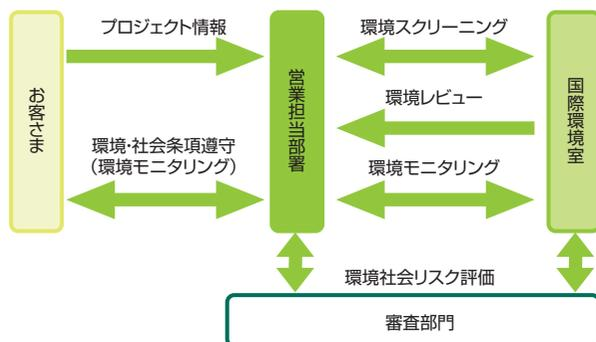 プロジェクト情報
環境スクリーニング
お客さま
営業担当部署
国際環境室
環境レビュー
環境・社会条項遵守
（環境モニタリング）
環境モニタリング
環境社会リスク評価
審査部門